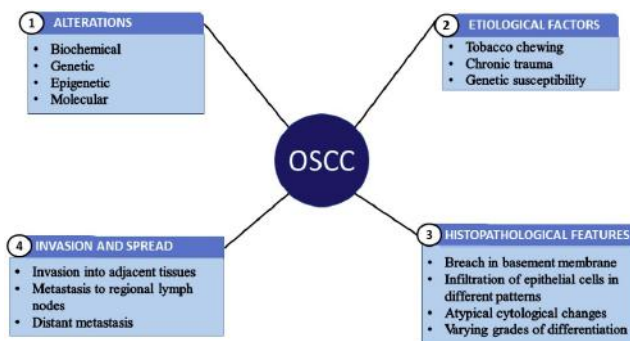 1 ALTERATIONS
• Biochemical
• Genetic
• Epigenetic
• Molecular
2 ETIOLOGICAL FACTORS
• Tobacco chewing
• Chronic trauma
• Genetic susceptibility
OSCC
3 HISTOPATHOLOGICAL FEATURES
• Breach in basement membrane
• Infiltration of epithelial cells in
different patterns
• Atypical cytological changes
• Varying grades of differentiation
4 INVASION AND SPREAD
• Invasion into adjacent tissues
• Metastasis to regional lymph
nodes
• Distant metastasis